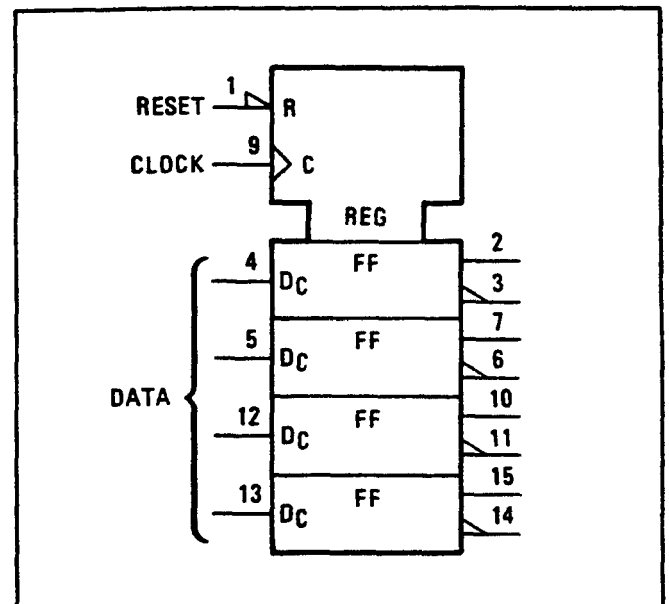 1
RESET R
9
CLOCK C
REG
4 FF 2
DC 3
5 FF 7
DC 6
DATA
12 FF 10
DC 11
13 FF 15
DC 14